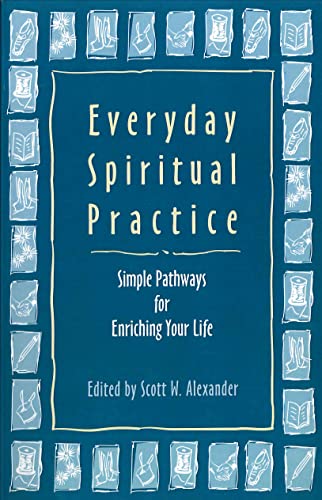 Everyday
Spiritual
Practice
Simple Pathways
for
Enriching Your Life
Edited by Scott W. Alexander